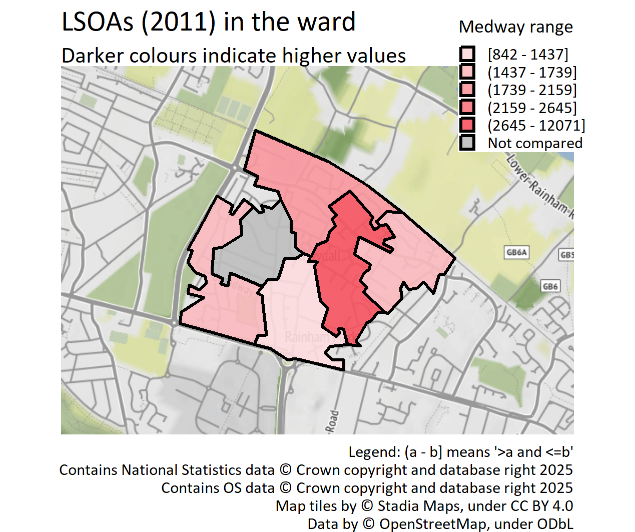 LSOAs (2011) in the ward
Darker colours indicate higher values
Medway range
[842 - 1437]
(1437 - 1739]
(1739 - 2159]
(2159 - 2645]
(2645 - 12071]
Not compared
Lower-Rainham-R
GB6A
GB5
GB6
Rainham
-Road
Legend: (a - b] means '>a and <=b'
Contains National Statistics data © Crown copyright and database right 2025
Contains OS data © Crown copyright and database right 2025
Map tiles by © Stadia Maps, under CC BY 4.0
Data by © OpenStreetMap, under ODbL